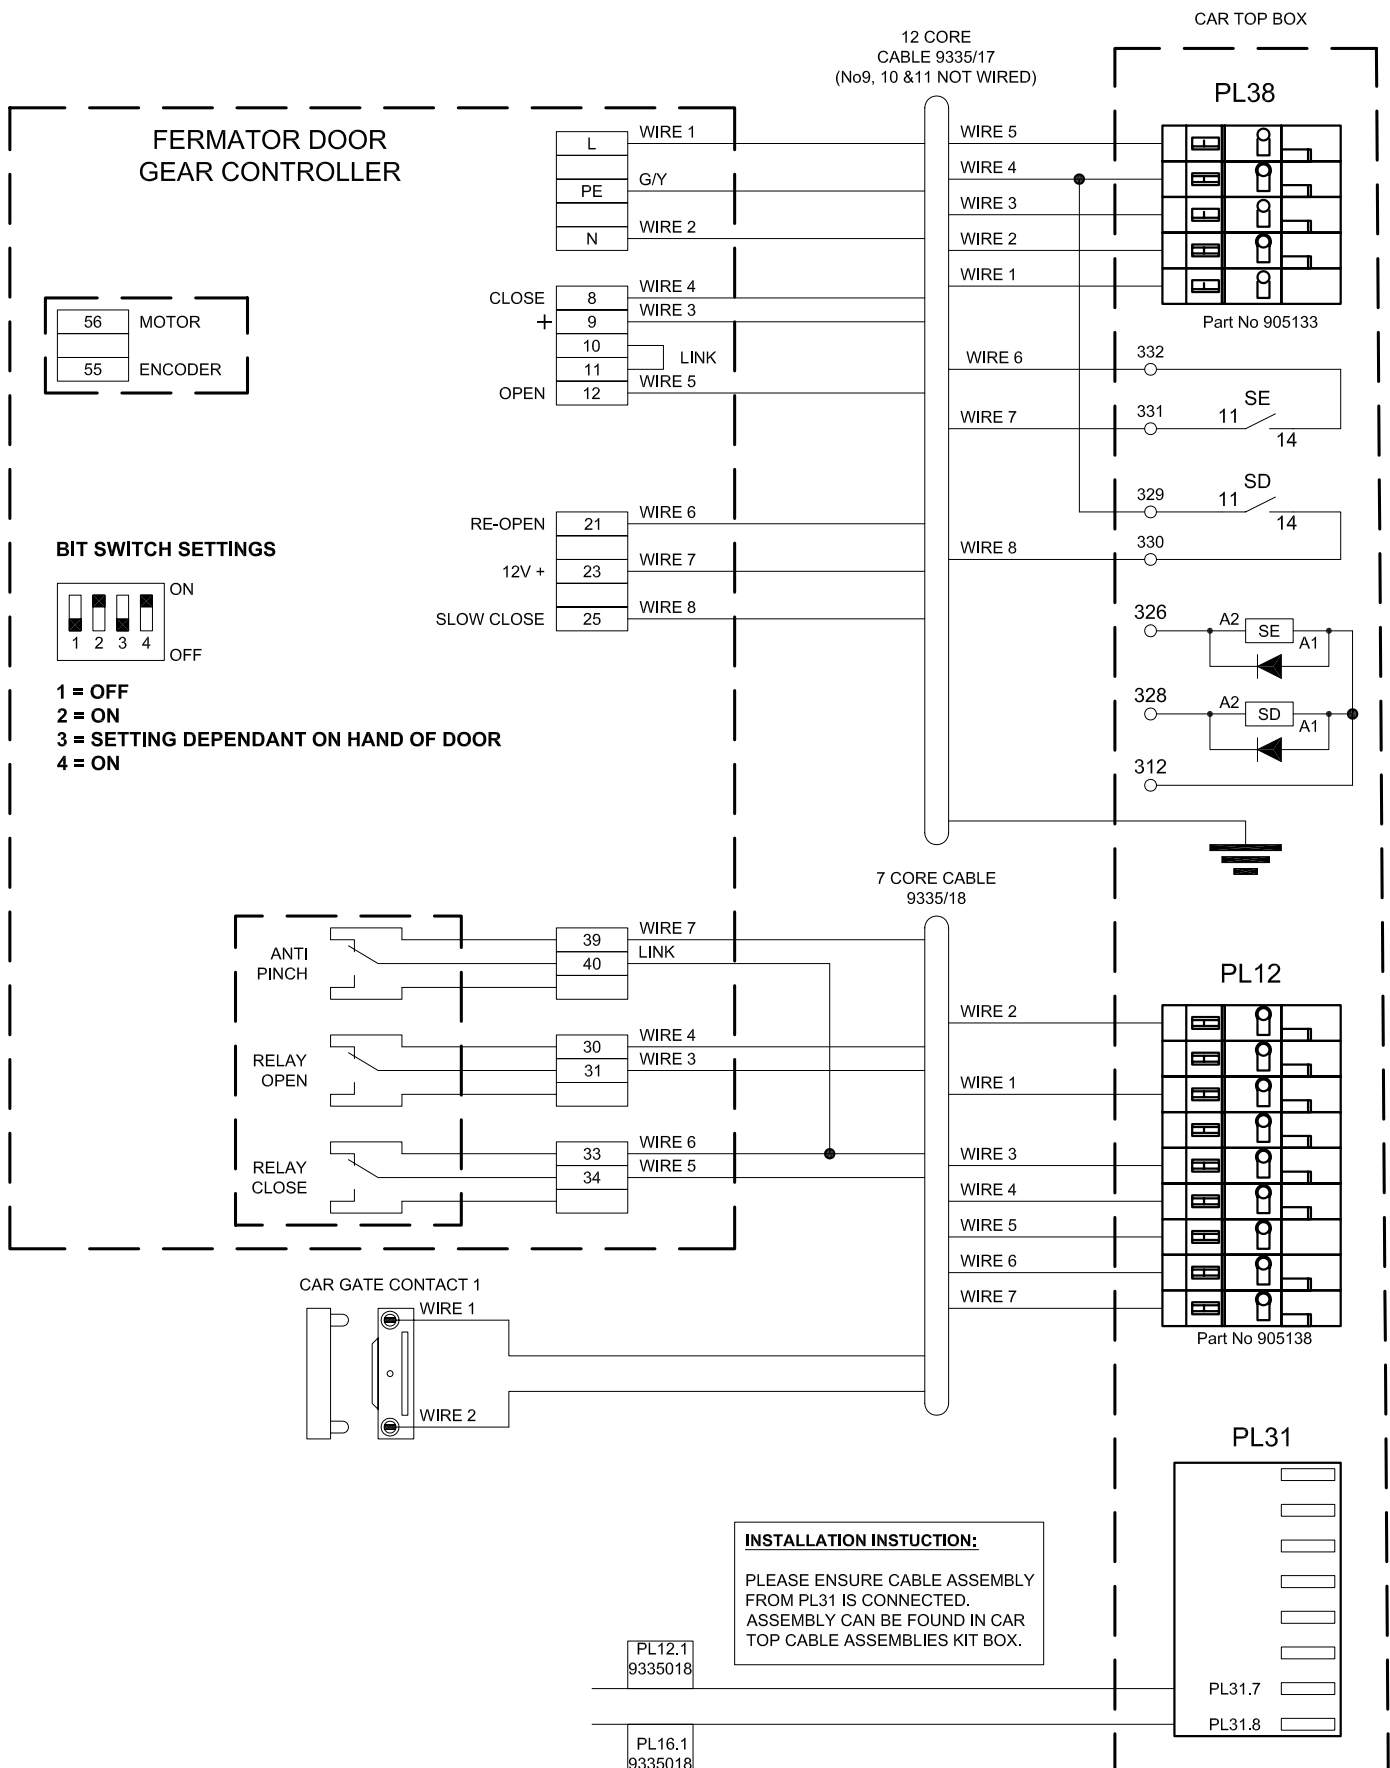 CAR TOP BOX
12 CORE
CABLE 9335/17
(No9, 10 &11 NOT WIRED)
PL38
FERMATOR DOOR
GEAR CONTROLLER
L
WIRE 1
PE
G/Y
N
WIRE 2
WIRE 5
WIRE 4
WIRE 3
WIRE 2
WIRE 1
Part No 905133
56
MOTOR
55
ENCODER
CLOSE
8
WIRE 4
+
9
WIRE 3
10
11
LINK
OPEN
12
WIRE 5
WIRE 6
332
WIRE 7
331
11
SE
14
329
11
SD
14
WIRE 8
330
RE-OPEN
21
WIRE 6
12V +
23
WIRE 7
SLOW CLOSE
25
WIRE 8
BIT SWITCH SETTINGS
ON
1 2 3 4
OFF
1 = OFF
2 = ON
3 = SETTING DEPENDANT ON HAND OF DOOR
4 = ON
326
A2
SE
A1
328
A2
SD
A1
312
7 CORE CABLE
9335/18
ANTI
PINCH
39
WIRE 7
40
LINK
RELAY
OPEN
30
WIRE 4
31
WIRE 3
RELAY
CLOSE
33
WIRE 6
34
WIRE 5
PL12
WIRE 2
WIRE 1
WIRE 3
WIRE 4
WIRE 5
WIRE 6
WIRE 7
Part No 905138
CAR GATE CONTACT 1
WIRE 1
WIRE 2
PL31
INSTALLATION INSTUCTION:
PLEASE ENSURE CABLE ASSEMBLY
FROM PL31 IS CONNECTED.
ASSEMBLY CAN BE FOUND IN CAR
TOP CABLE ASSEMBLIES KIT BOX.
PL12.1
9335018
PL31.7
PL31.8
PL16.1
9335018